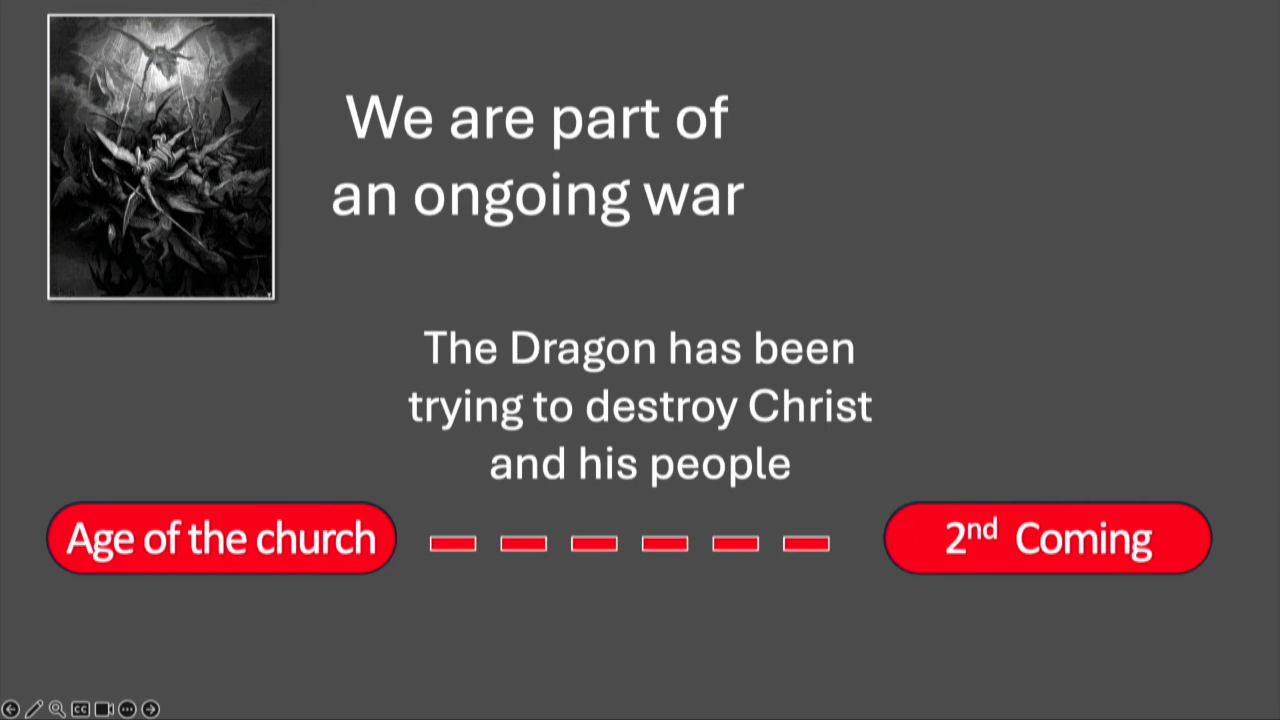 We are part of
an ongoing war
The Dragon has been
trying to destroy Christ
and his people
Age of the church
2nd Coming
CC